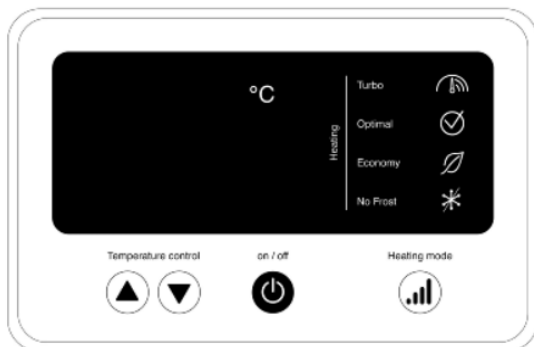 °C
Heating
Turbo
Optimal
Economy
No Frost
Temperature control
on / off
Heating mode